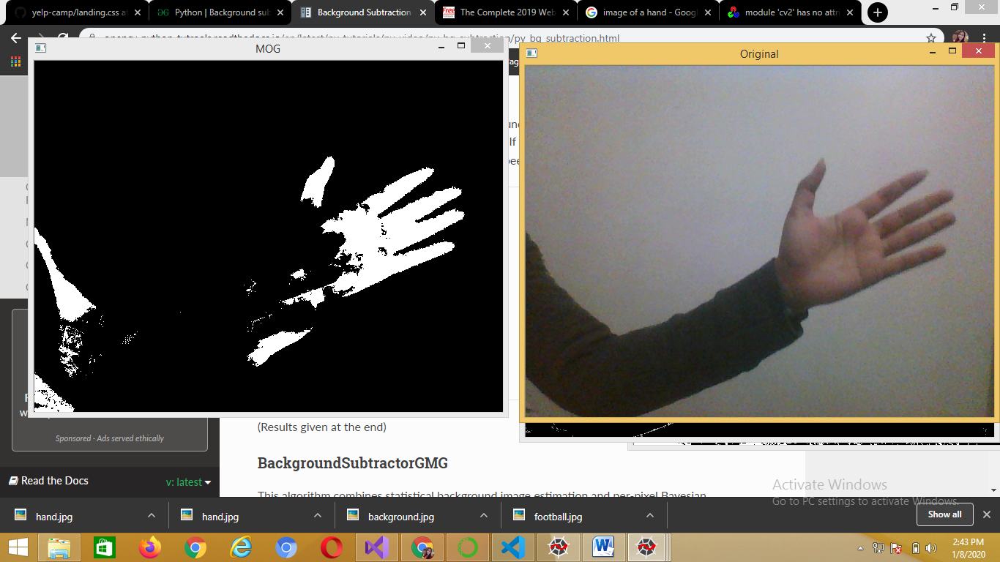 yelp-camp/landing.css at
Python | Background sub
Background Subtraction
The Complete 2019 Web
image of a hand - Googl
module 'cv2' has no attri
MOG
Original
(Results given at the end)
BackgroundSubtractorGMG
This algorithm combines statistical background image estimation and per-pixel Bayesian
Sponsored - Ads served ethically
Read the Docs
v: latest
Activate Windows
Go to PC settings to activate Windows.
hand.jpg
hand.jpg
background.jpg
football.jpg
Show all
2:43 PM
1/8/2020